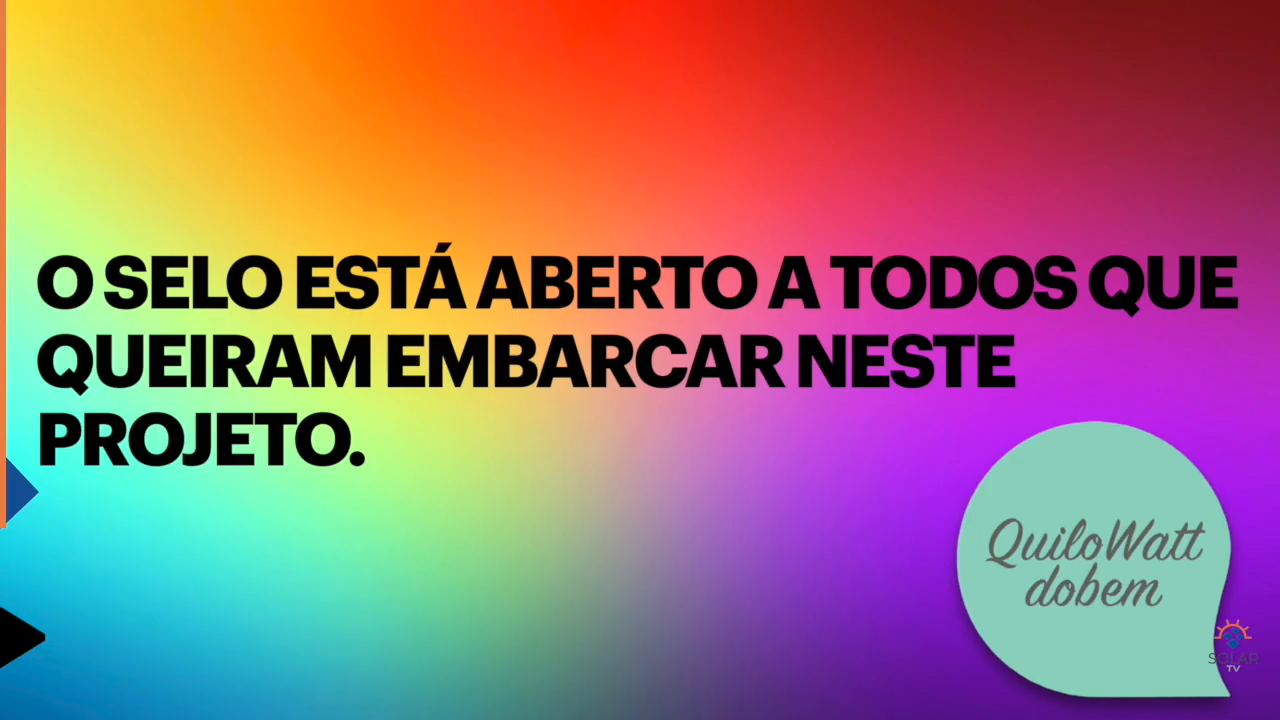 O SELO ESTÁ ABERTO A TODOS QUE
QUEIRAM EMBARCAR NESTE
PROJETO.
QuiloWatt
dobem
SOLAR
TV